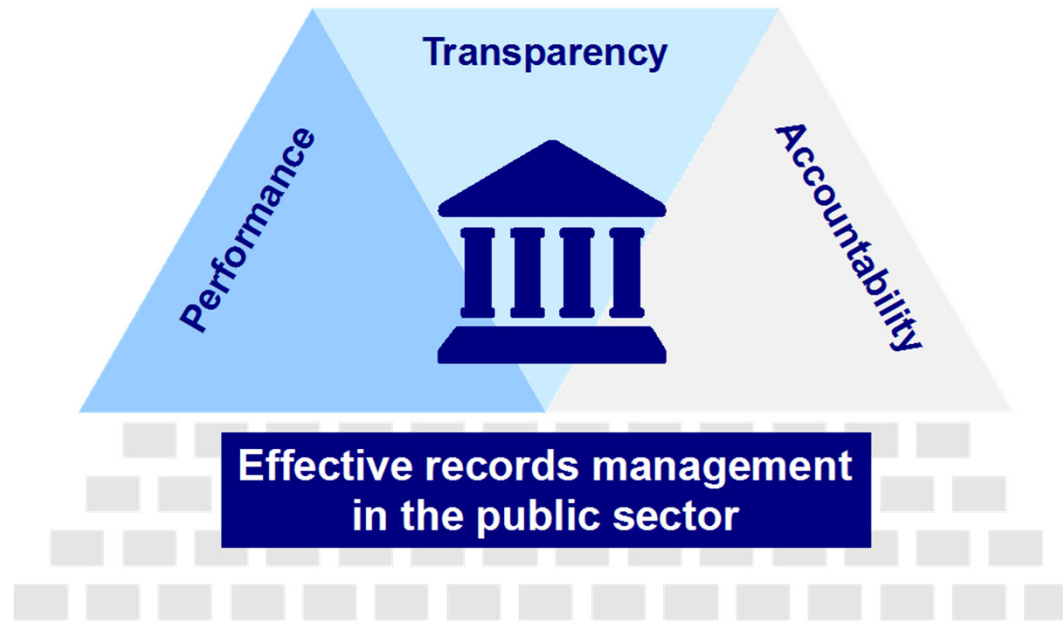 Transparency
Performance
Accountability
Effective records management
in the public sector